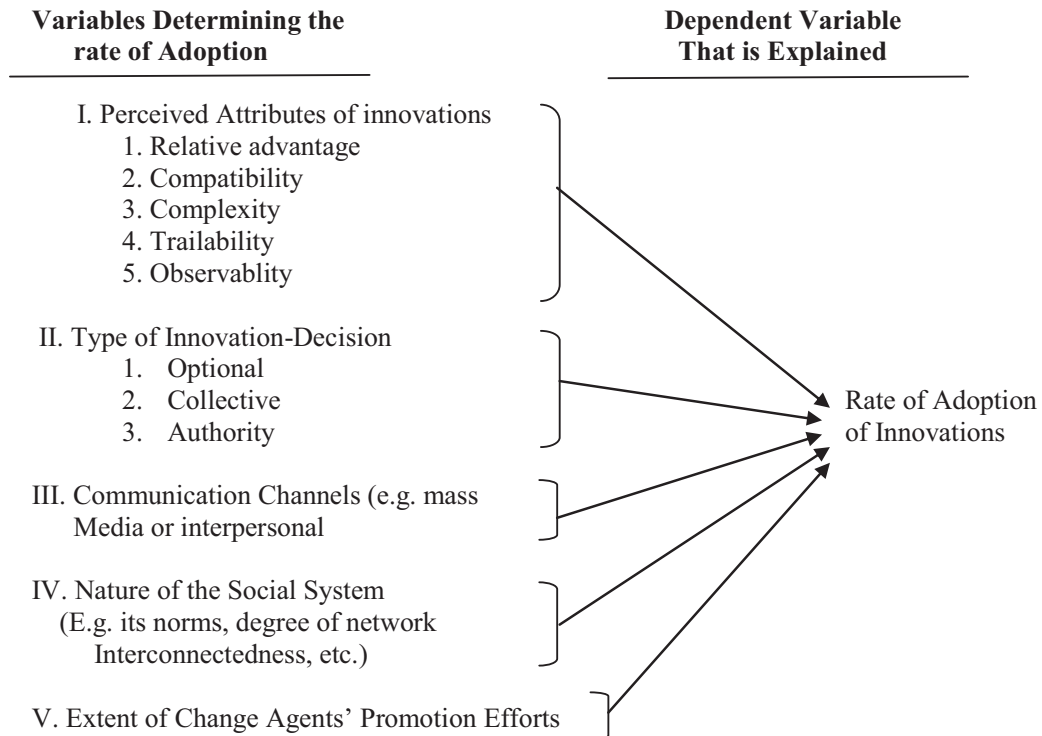 Variables Determining the
rate of Adoption
Dependent Variable
That is Explained
I. Perceived Attributes of innovations
1. Relative advantage
2. Compatibility
3. Complexity
4. Trailability
5. Observablity
II. Type of Innovation-Decision
1. Optional
2. Collective
3. Authority
Rate of Adoption
of Innovations
III. Communication Channels (e.g. mass
Media or interpersonal
IV. Nature of the Social System
(E.g. its norms, degree of network
Interconnectedness, etc.)
V. Extent of Change Agents’ Promotion Efforts